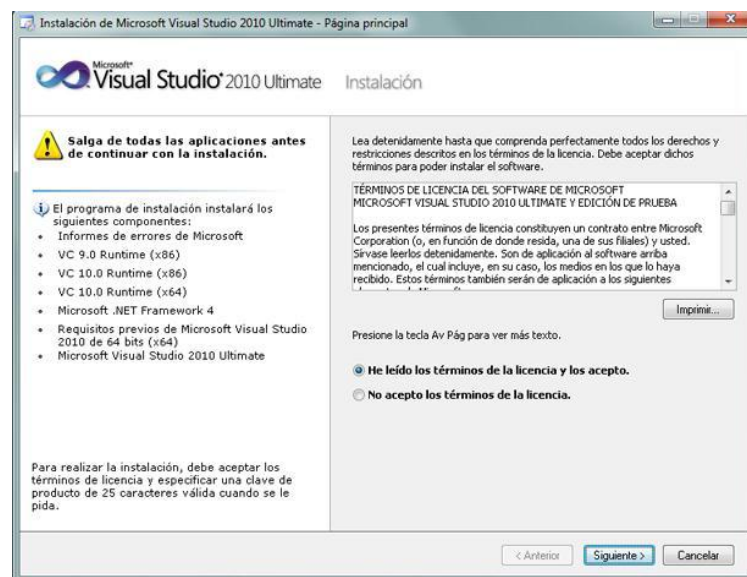 Instalación de Microsoft Visual Studio 2010 Ultimate - Página principal
Microsoft®
Visual Studio® 2010 Ultimate
Instalación
Salga de todas las aplicaciones antes
de continuar con la instalación.
El programa de instalación instalará los
siguientes componentes:
• Informes de errores de Microsoft
• VC 9.0 Runtime (x86)
• VC 10.0 Runtime (x86)
• VC 10.0 Runtime (x64)
• Microsoft .NET Framework 4
• Requisitos previos de Microsoft Visual Studio
2010 de 64 bits (x64)
• Microsoft Visual Studio 2010 Ultimate
Para realizar la instalación, debe aceptar los
términos de licencia y especificar una clave de
producto de 25 caracteres válida cuando se le
pida.
Lea detenidamente hasta que comprenda perfectamente todos los derechos y
restricciones descritos en los términos de la licencia. Debe aceptar dichos
términos para poder instalar el software.
TÉRMINOS DE LICENCIA DEL SOFTWARE DE MICROSOFT
MICROSOFT VISUAL STUDIO 2010 ULTIMATE Y EDICIÓN DE PRUEBA
Los presentes términos de licencia constituyen un contrato entre Microsoft
Corporation (o, en función de donde resida, una de sus filiales) y usted.
Sírvase leerlos detenidamente. Son de aplicación al software arriba
mencionado, el cual incluye, en su caso, los medios en los que lo haya
recibido. Estos términos también serán de aplicación a los siguientes
Imprimir...
Presione la tecla Av Pág para ver más texto.
He leído los términos de la licencia y los acepto.
No acepto los términos de la licencia.
< Anterior
Siguiente >
Cancelar